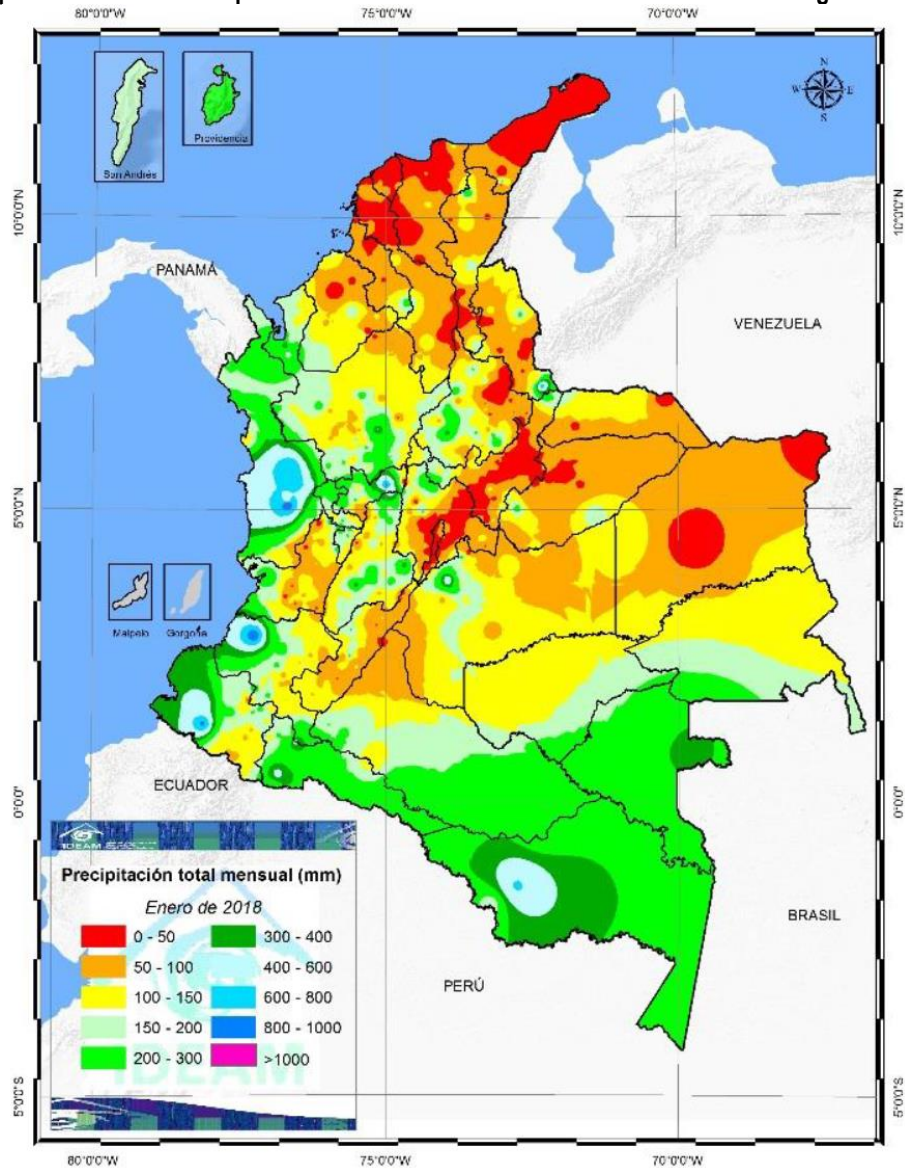 80°0'0"W 75°0'0"W 70°0'0"W
N
W E
S
San Andrés
Providencia
10°0'0"N 10°0'0"N
PANAMÁ
VENEZUELA
5°0'0"N 5°0'0"N
Malpelo Gorgona
ECUADOR
0°0'0" 0°0'0"
IDEAM
Precipitación total mensual (mm)
Enero de 2018
0 - 50 300 - 400
50 - 100 400 - 600
100 - 150 600 - 800
150 - 200 800 - 1000
200 - 300 >1000
IDEAM
BRASIL
PERÚ
5°0'0"S 5°0'0"S
80°0'0"W 75°0'0"W 70°0'0"W